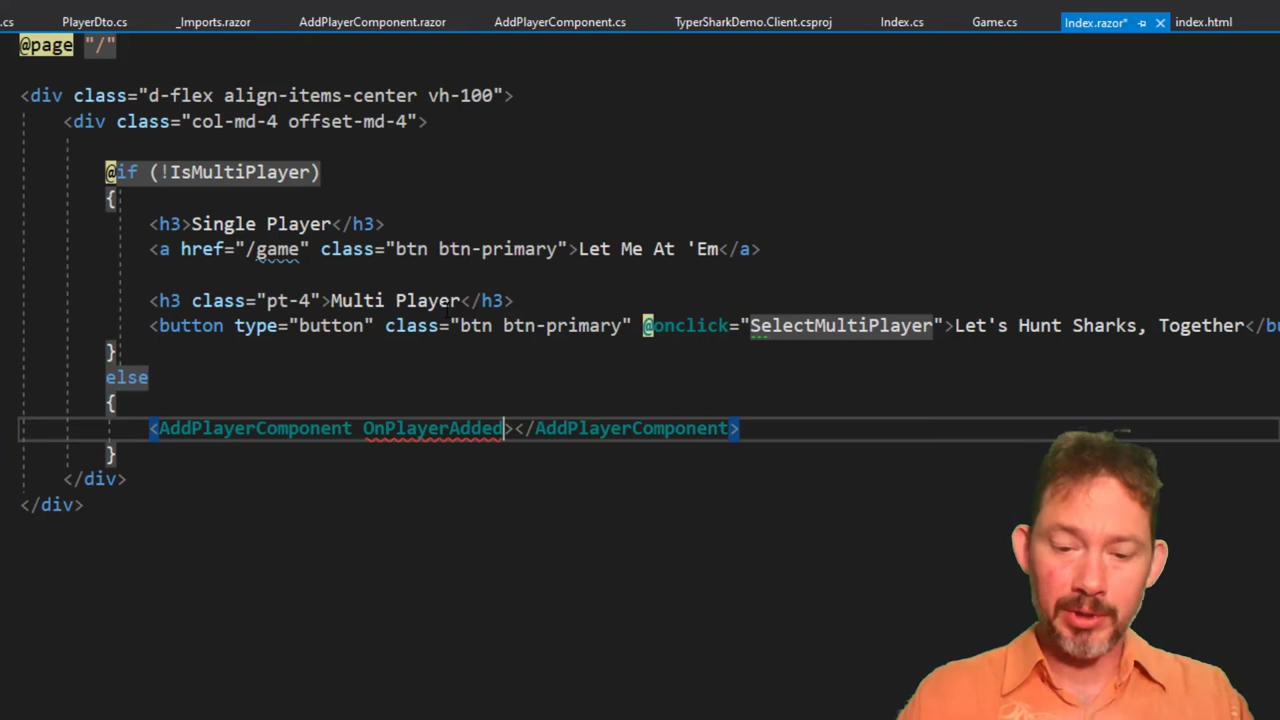 .cs PlayerDto.cs _Imports.razor AddPlayerComponent.razor AddPlayerComponent.cs TyperSharkDemo.Client.csproj Index.cs Game.cs Index.razor* index.html
@page "/"
<div class="d-flex align-items-center vh-100">
<div class="col-md-4 offset-md-4">
@if (!IsMultiPlayer)
{
<h3>Single Player</h3>
<a href="/game" class="btn btn-primary">Let Me At 'Em</a>
<h3 class="pt-4">Multi Player</h3>
<button type="button" class="btn btn-primary" @onclick="SelectMultiPlayer">Let's Hunt Sharks, Together</bu
}
else
{
<AddPlayerComponent OnPlayerAdded></AddPlayerComponent>
}
</div>
</div>